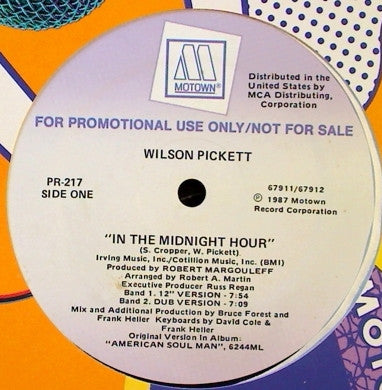 MOTOWN®
Distributed in the
United States by
MCA Distributing,
Corporation
FOR PROMOTIONAL USE ONLY/NOT FOR SALE
WILSON PICKETT
PR-217
SIDE ONE
67911/67912
℗ 1987 Motown
Record Corporation
"IN THE MIDNIGHT HOUR"
(S. Cropper, W. Pickett)
Irving Music, Inc./Cotillion Music, Inc. (BMI)
Produced by ROBERT MARGOULEFF
Arranged by Robert A. Martin
Executive Producer Russ Regan
Band 1. 12" VERSION - 7:54
Band 2. DUB VERSION - 7:09
Mix and Additional Production by Bruce Forest and
Frank Heller Keyboards by David Cole &
Frank Heller
Original Version in Album:
"AMERICAN SOUL MAN", 6244ML